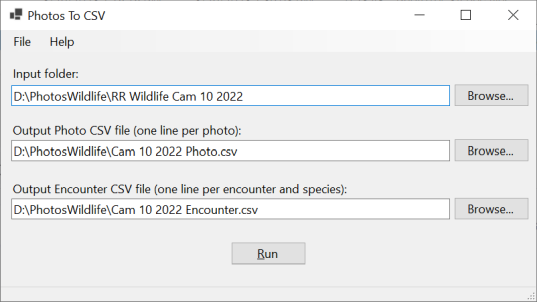 Photos To CSV
File Help
Input folder:
D:\PhotosWildlife\RR Wildlife Cam 10 2022 Browse...
Output Photo CSV file (one line per photo):
D:\PhotosWildlife\Cam 10 2022 Photo.csv Browse...
Output Encounter CSV file (one line per encounter and species):
D:\PhotosWildlife\Cam 10 2022 Encounter.csv Browse...
Run